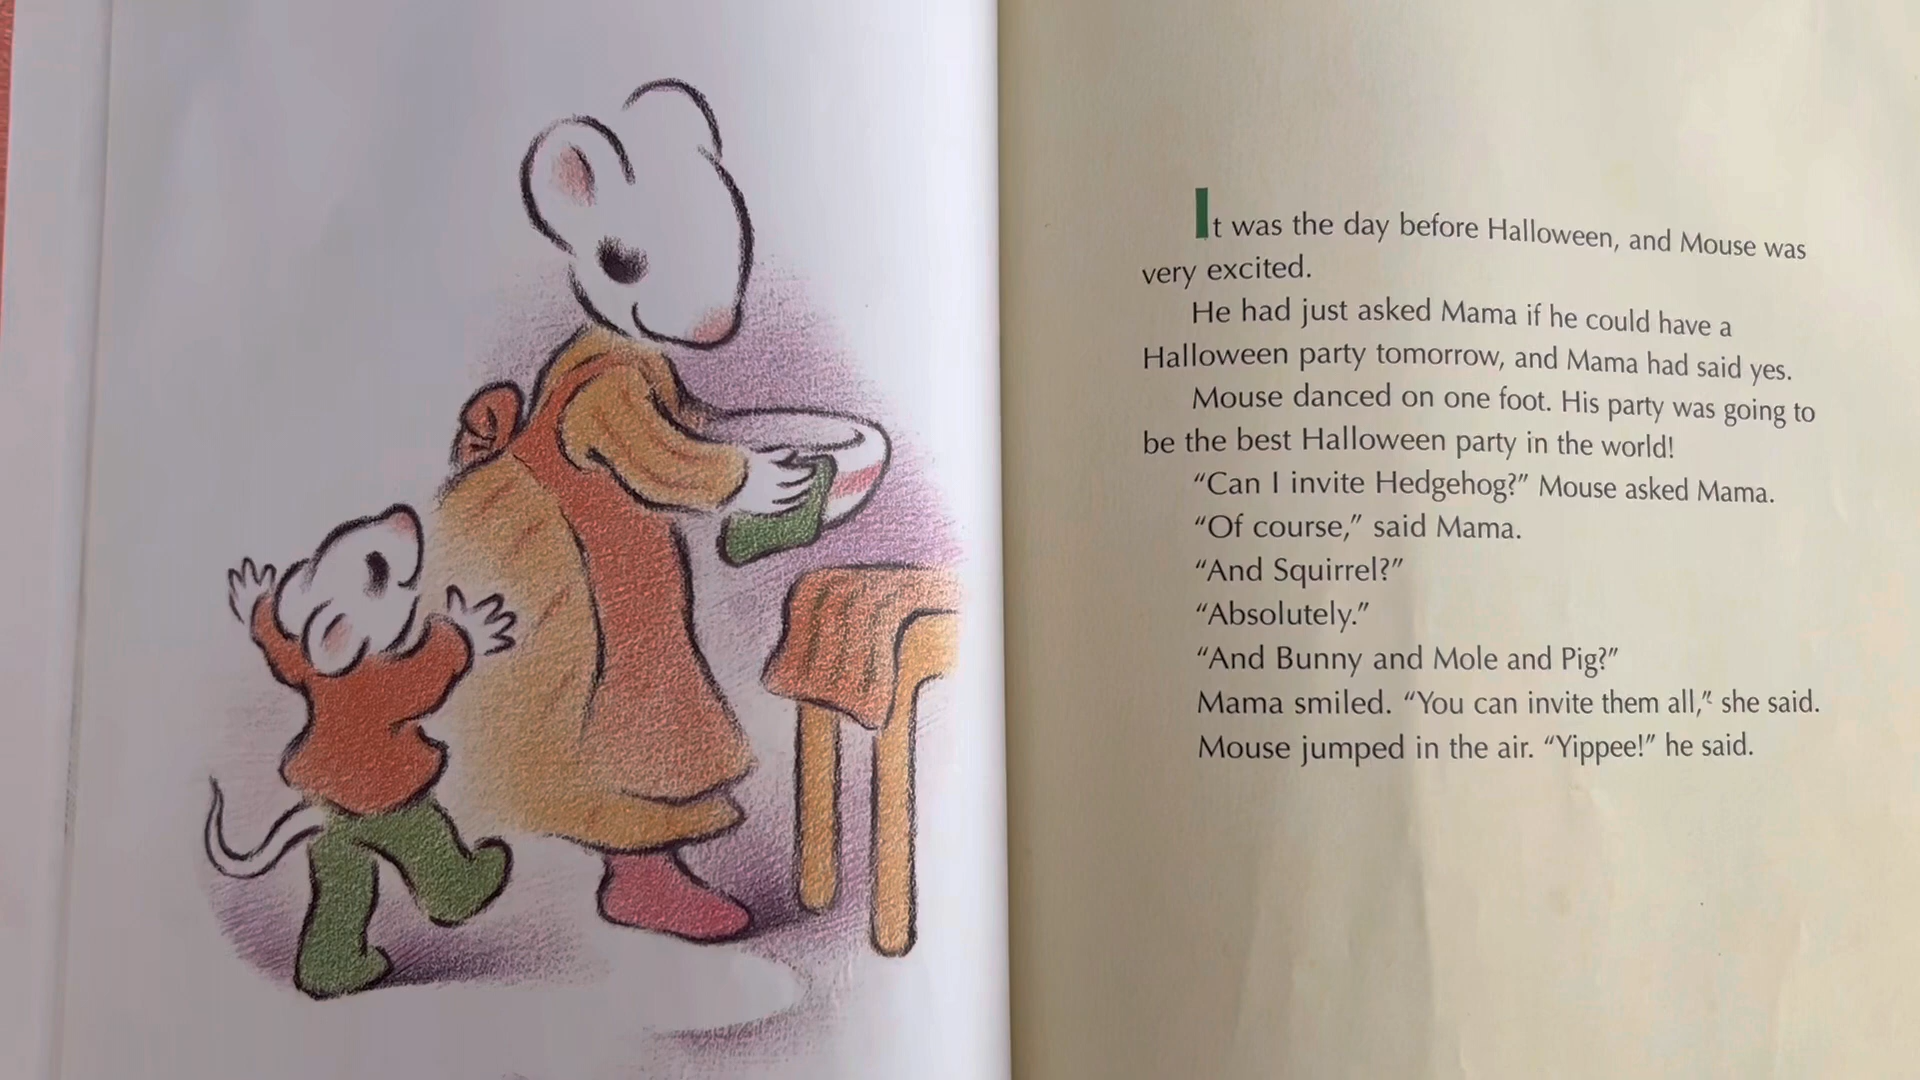 It was the day before Halloween, and Mouse was
very excited.
He had just asked Mama if he could have a
Halloween party tomorrow, and Mama had said yes.
Mouse danced on one foot. His party was going to
be the best Halloween party in the world!
“Can I invite Hedgehog?” Mouse asked Mama.
“Of course,” said Mama.
“And Squirrel?”
“Absolutely.”
“And Bunny and Mole and Pig?”
Mama smiled. “You can invite them all,” she said.
Mouse jumped in the air. “Yippee!” he said.